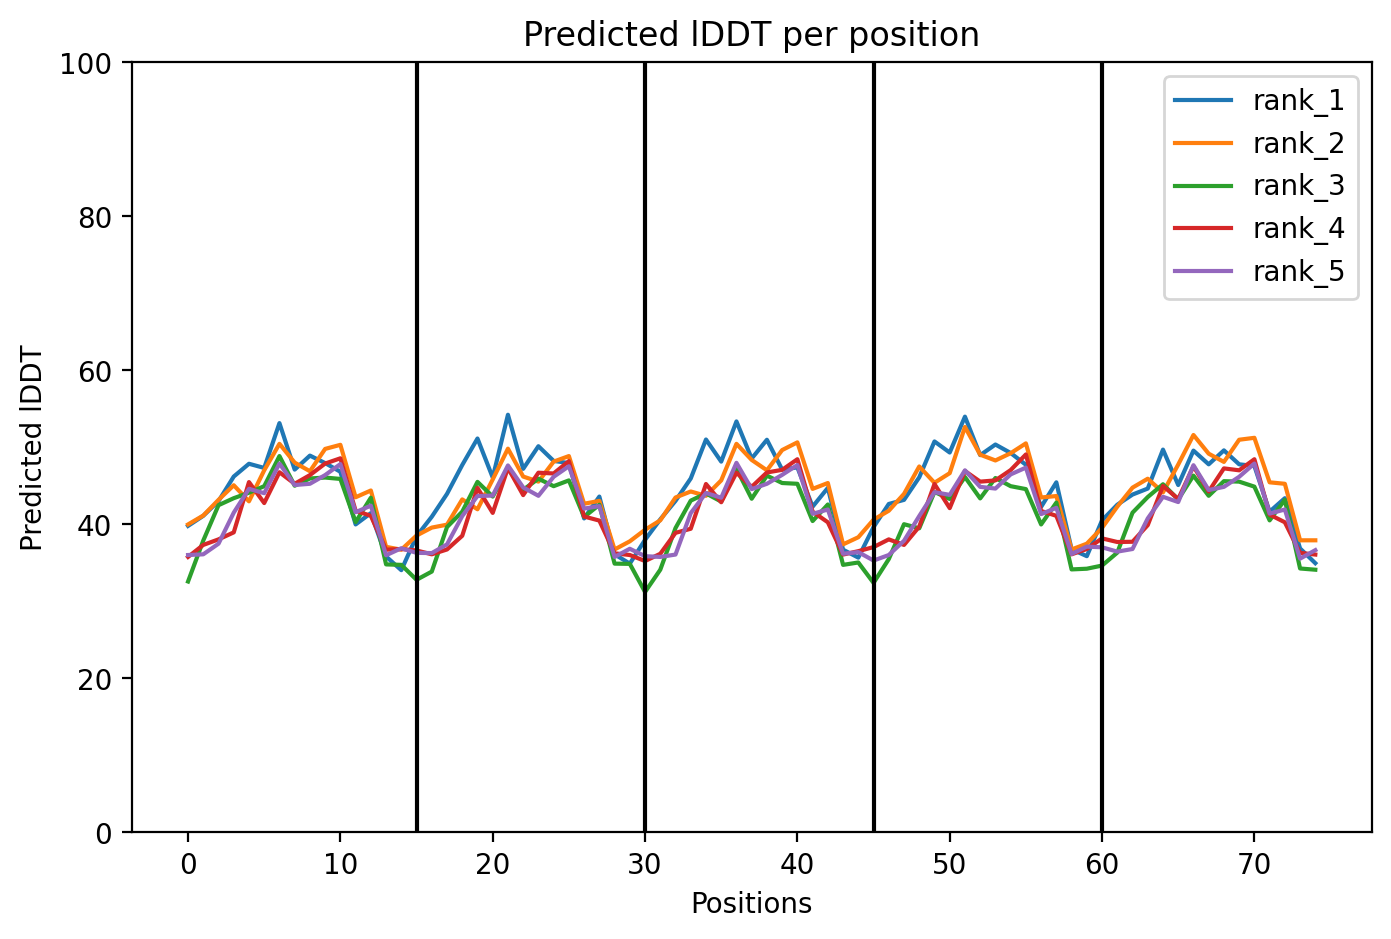 Predicted lDDT per position
100
80
60
40
20
0
Predicted lDDT
0 10 20 30 40 50 60 70
Positions
rank_1
rank_2
rank_3
rank_4
rank_5